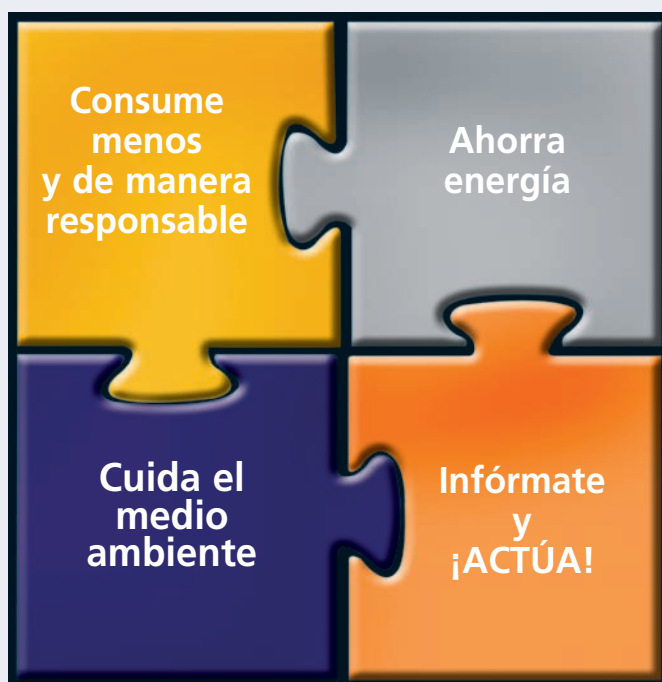 Consume
menos
y de manera
responsable
Ahorra
energía
Cuida el
medio
ambiente
Infórmate
y
¡ACTÚA!